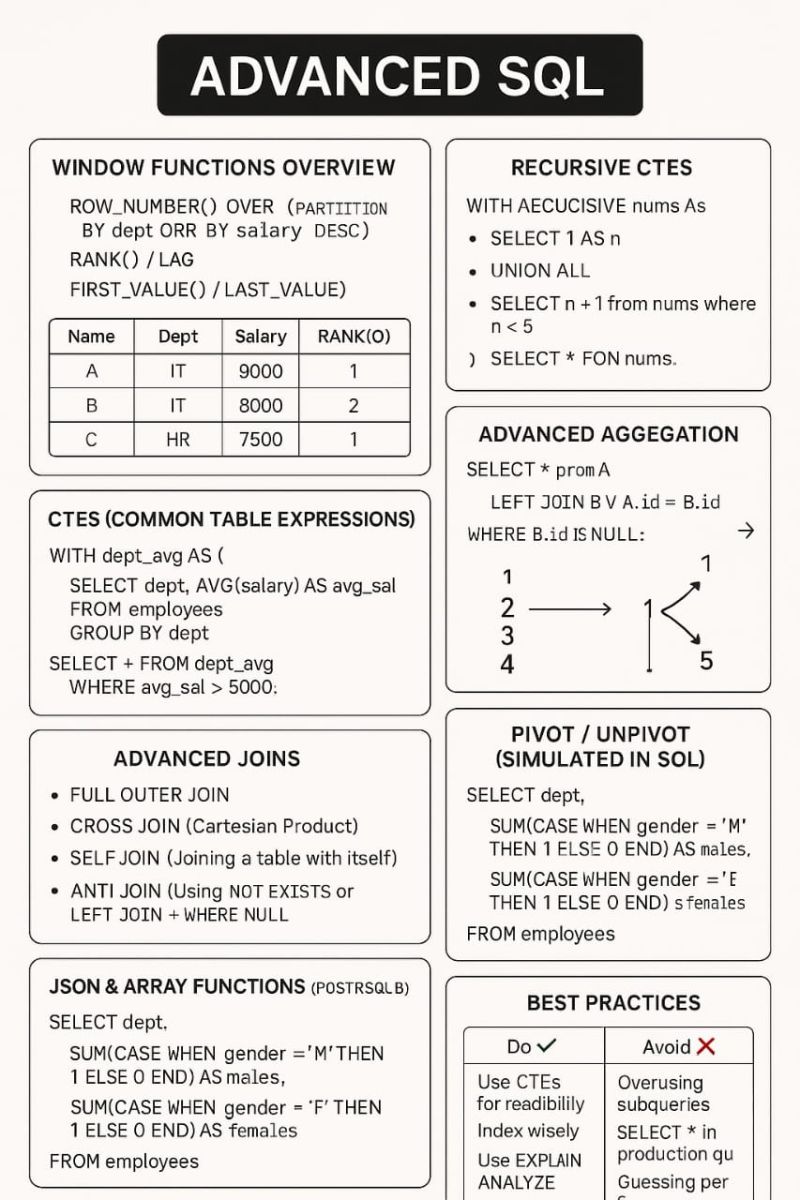 ADVANCED SQL
WINDOW FUNCTIONS OVERVIEW
ROW_NUMBER() OVER (PARTIITION
BY dept ORR BY salary DESC)
RANK() / LAG
FIRST_VALUE() / LAST_VALUE)
Name Dept Salary RANK(O)
A IT 9000 1
B IT 8000 2
C HR 7500 1
CTES (COMMON TABLE EXPRESSIONS)
WITH dept_avg AS (
SELECT dept, AVG(salary) AS avg_sal
FROM employees
GROUP BY dept
SELECT + FROM dept_avg
WHERE avg_sal > 5000:
ADVANCED JOINS
• FULL OUTER JOIN
• CROSS JOIN (Cartesian Product)
• SELF JOIN (Joining a table with itself)
• ANTI JOIN (Using NOT EXISTS or
LEFT JOIN + WHERE NULL
JSON & ARRAY FUNCTIONS (POSTRSQLB)
SELECT dept,
SUM(CASE WHEN gender ='M'THEN
1 ELSE 0 END) AS males,
SUM(CASE WHEN gender = 'F' THEN
1 ELSE 0 END) AS females
FROM employees
RECURSIVE CTES
WITH AECUCISIVE nums As
• SELECT 1 AS n
• UNION ALL
• SELECT n + 1 from nums where
n < 5
) SELECT * FON nums.
ADVANCED AGGEGATION
SELECT * prom A
LEFT JOIN B V A.id = B.id
WHERE B.id IS NULL: →
1
2
3
4
1
1
5
PIVOT / UNPIVOT
(SIMULATED IN SOL)
SELECT dept,
SUM(CASE WHEN gender = 'M'
THEN 1 ELSE 0 END) AS males,
SUM(CASE WHEN gender ='E
THEN 1 ELSE 0 END) s females
FROM employees
BEST PRACTICES
Do ✓ Avoid ✗
Use CTEs
for readibilily
Index wisely
Use EXPLAIN
ANALYZE
Overusing
subqueries
SELECT * in
production qu
Guessing per